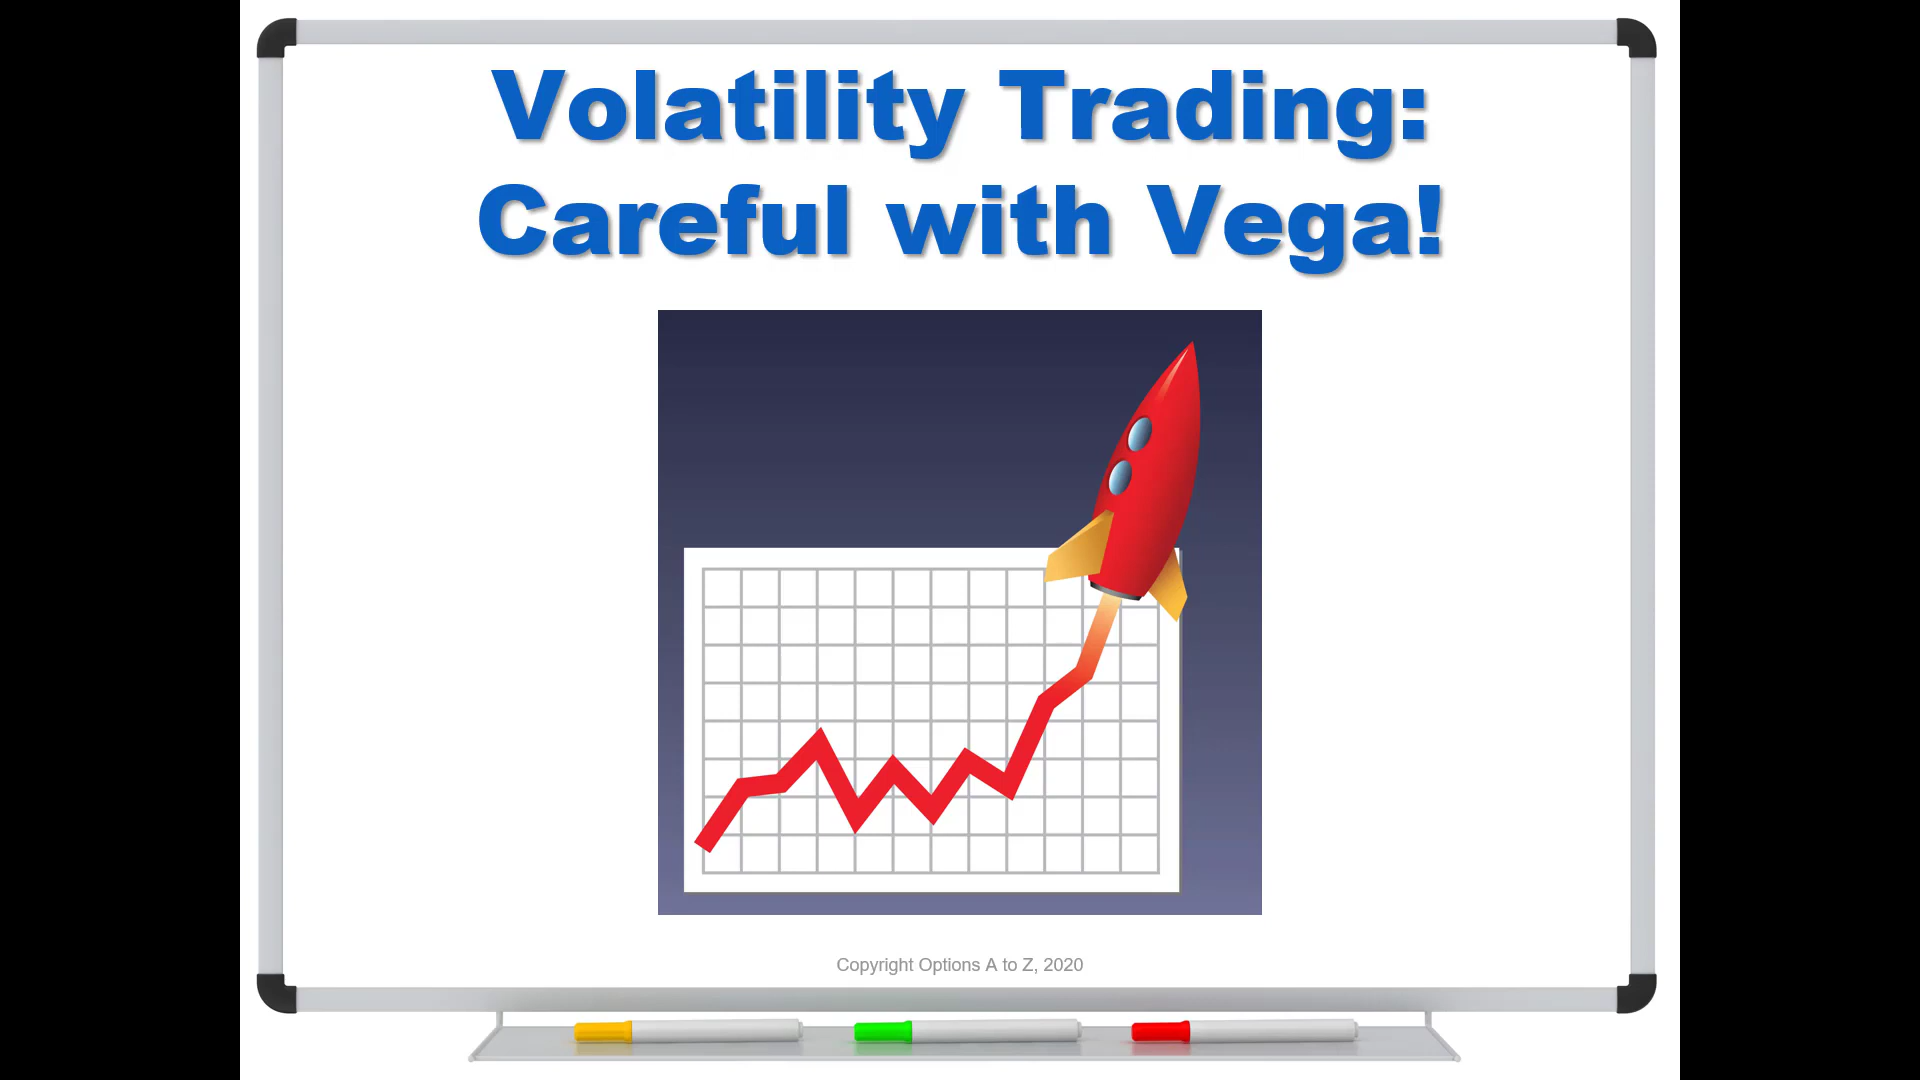 Volatility Trading:
Careful with Vega!
Copyright Options A to Z, 2020